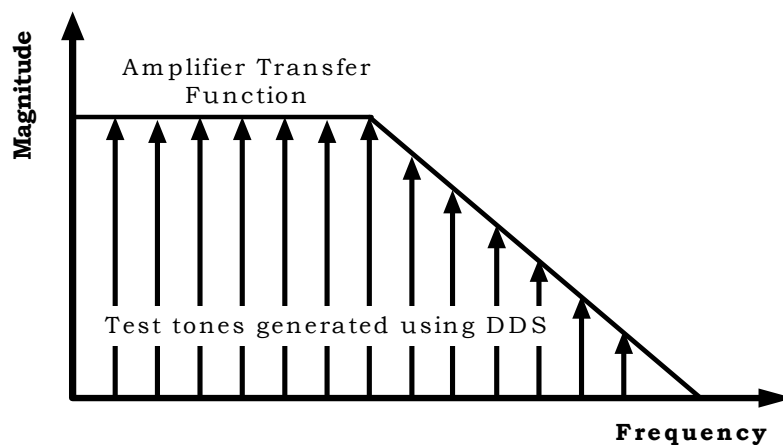 Magnitude
Amplifier Transfer
Function
Test tones generated using DDS
Frequency